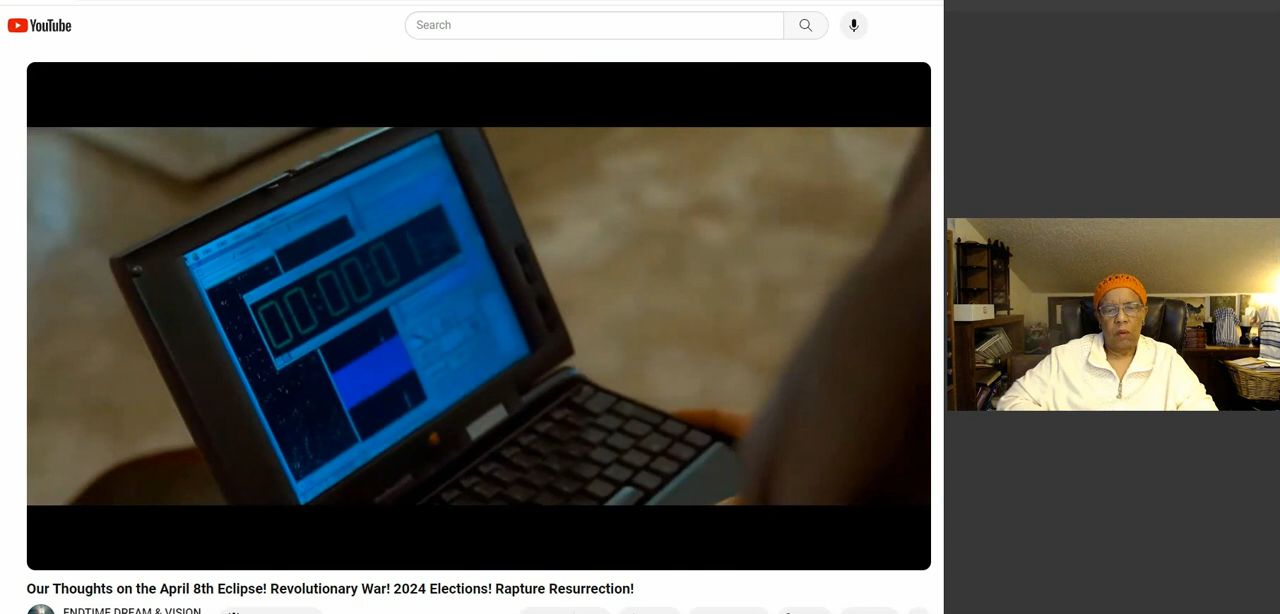 YouTube
Search
00:00:01
Our Thoughts on the April 8th Eclipse! Revolutionary War! 2024 Elections! Rapture Resurrection!
ENDTIME DREAM & VISION